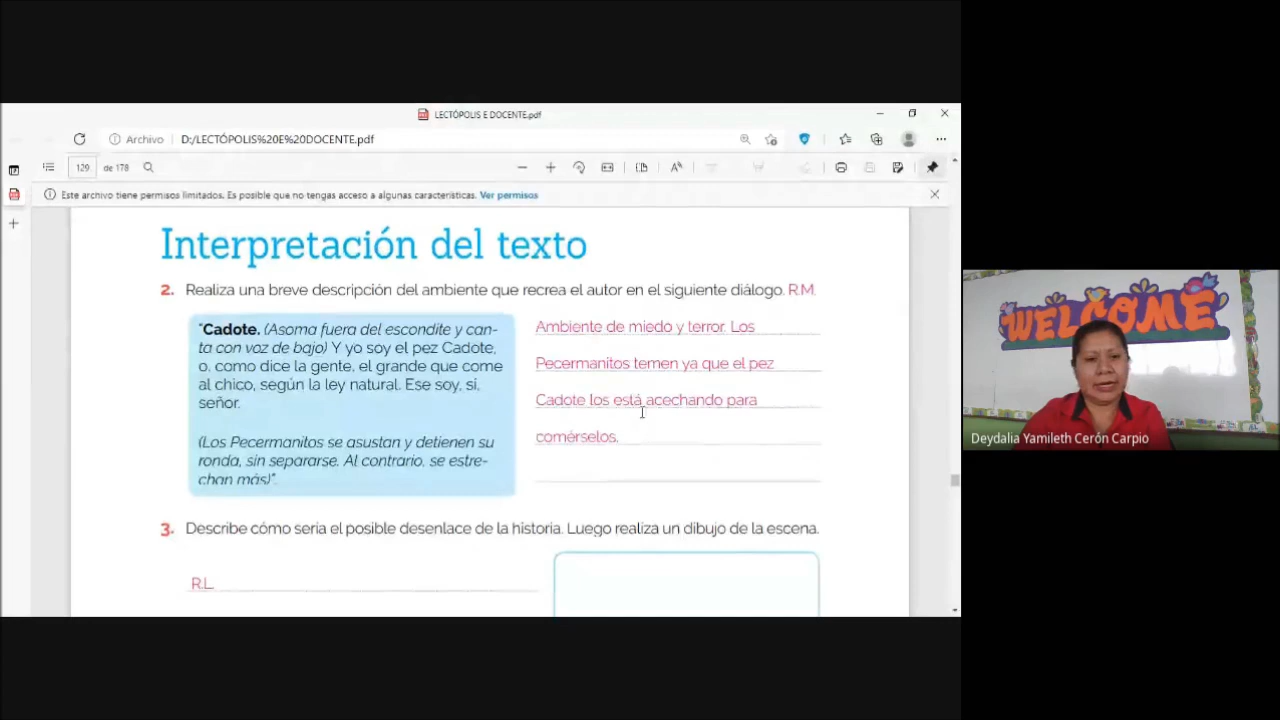 LECTÓPOLIS E DOCENTE.pdf
Archivo D:/LECTÓPOLIS%20E%20DOCENTE.pdf
129 de 178
Este archivo tiene permisos limitados. Es posible que no tengas acceso a algunas características. Ver permisos
Interpretación del texto
2. Realiza una breve descripción del ambiente que recrea el autor en el siguiente diálogo. R.M.
"Cadote. (Asoma fuera del escondite y can-
ta con voz de bajo) Y yo soy el pez Cadote,
o, como dice la gente, el grande que come
al chico, según la ley natural. Ese soy, sí,
señor.
(Los Pecermanitos se asustan y detienen su
ronda, sin separarse. Al contrario, se estre-
chan más)".
Ambiente de miedo y terror. Los
Pecermanitos temen ya que el pez
Cadote los está acechando para
comérselos.
3. Describe cómo sería el posible desenlace de la historia. Luego realiza un dibujo de la escena.
R.L.
WELCOME
Deydalia Yamileth Cerón Carpio